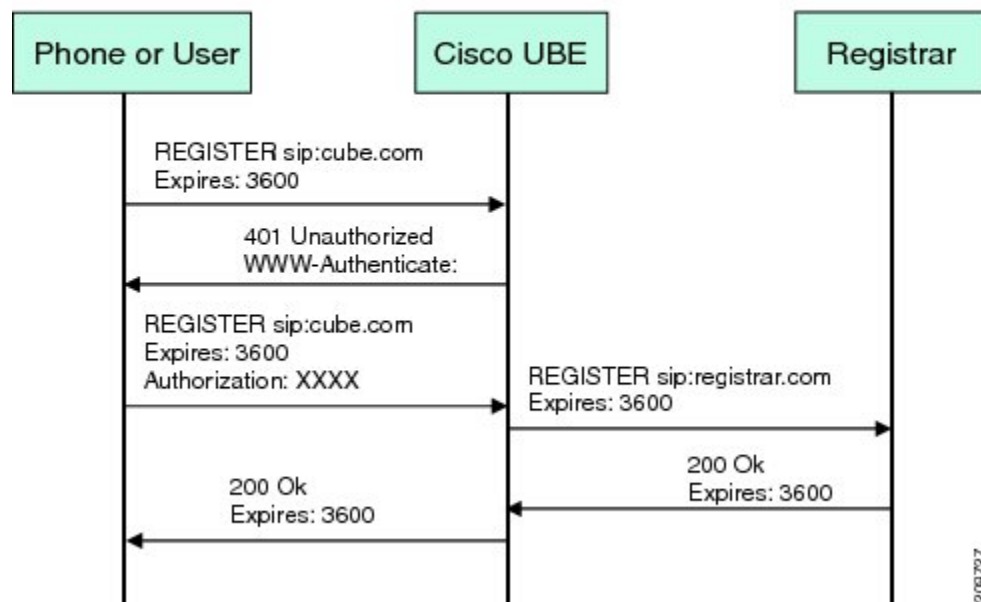 Phone or User
Cisco UBE
Registrar
REGISTER sip:cube.com
Expires: 3600
401 Unauthorized
WWW-Authenticate:
REGISTER sip:cube.com
Expires: 3600
Authorization: XXXX
REGISTER sip:registrar.com
Expires: 3600
200 Ok
Expires: 3600
200 Ok
Expires: 3600